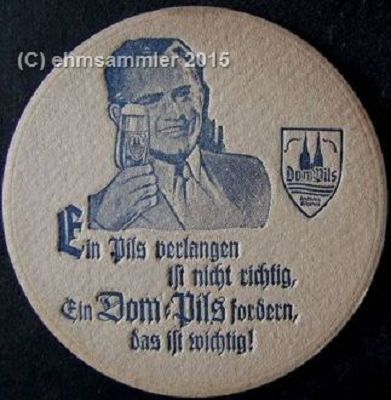 (C) ehmsammler 2015
Dom Pils
Ein Pils verlangen
ist nicht richtig,
Ein Dom-Pils fordern,
das ist wichtig!